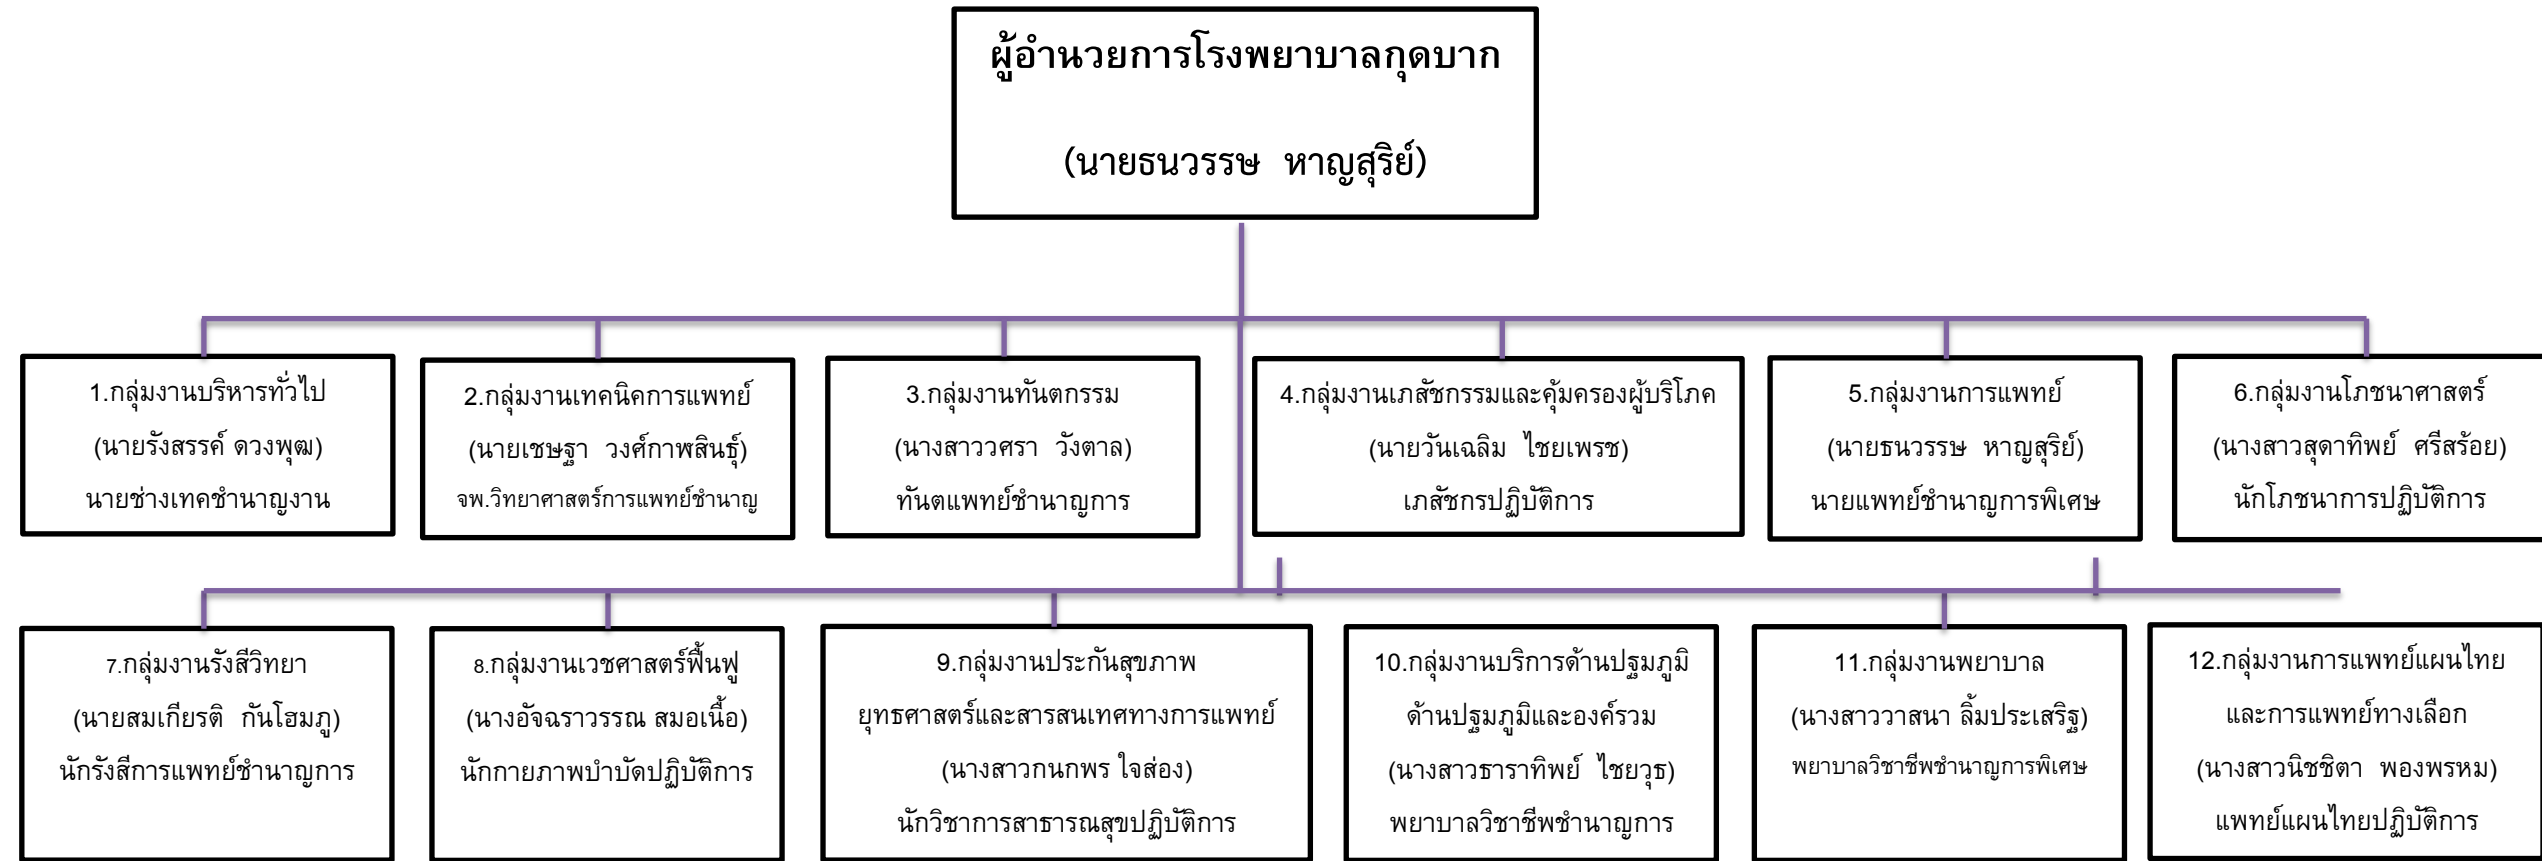 ผู้อำนวยการโรงพยาบาลกุดบาก
(นายธนวรรษ หาญสุริย์)
1.กลุ่มงานบริหารทั่วไป
(นายรังสรรค์ ดวงพุฒ)
นายช่างเทคชำนาญงาน
2.กลุ่มงานเทคนิคการแพทย์
(นายเชษฐา วงศ์กาฬสินธุ์)
จพ.วิทยาศาสตร์การแพทย์ชำนาญ
3.กลุ่มงานทันตกรรม
(นางสาววศรา วังตาล)
ทันตแพทย์ชำนาญการ
4.กลุ่มงานเภสัชกรรมและคุ้มครองผู้บริโภค
(นายวันเฉลิม ไชยเพรช)
เภสัชกรปฏิบัติการ
5.กลุ่มงานการแพทย์
(นายธนวรรษ หาญสุริย์)
นายแพทย์ชำนาญการพิเศษ
6.กลุ่มงานโภชนาศาสตร์
(นางสาวสุดาทิพย์ ศรีสร้อย)
นักโภชนาการปฏิบัติการ
7.กลุ่มงานรังสีวิทยา
(นายสมเกียรติ กันโฮมภู)
นักรังสีการแพทย์ชำนาญการ
8.กลุ่มงานเวชศาสตร์ฟื้นฟู
(นางอัจฉราวรรณ สมอเนื้อ)
นักกายภาพบำบัดปฏิบัติการ
9.กลุ่มงานประกันสุขภาพ
ยุทธศาสตร์และสารสนเทศทางการแพทย์
(นางสาวกนกพร ใจส่อง)
นักวิชาการสาธารณสุขปฏิบัติการ
10.กลุ่มงานบริการด้านปฐมภูมิ
ด้านปฐมภูมิและองค์รวม
(นางสาวธาราทิพย์ ไชยวุธ)
พยาบาลวิชาชีพชำนาญการ
11.กลุ่มงานพยาบาล
(นางสาววาสนา ลิ้มประเสริฐ)
พยาบาลวิชาชีพชำนาญการพิเศษ
12.กลุ่มงานการแพทย์แผนไทย
และการแพทย์ทางเลือก
(นางสาวนิชชิตา พองพรหม)
แพทย์แผนไทยปฏิบัติการ